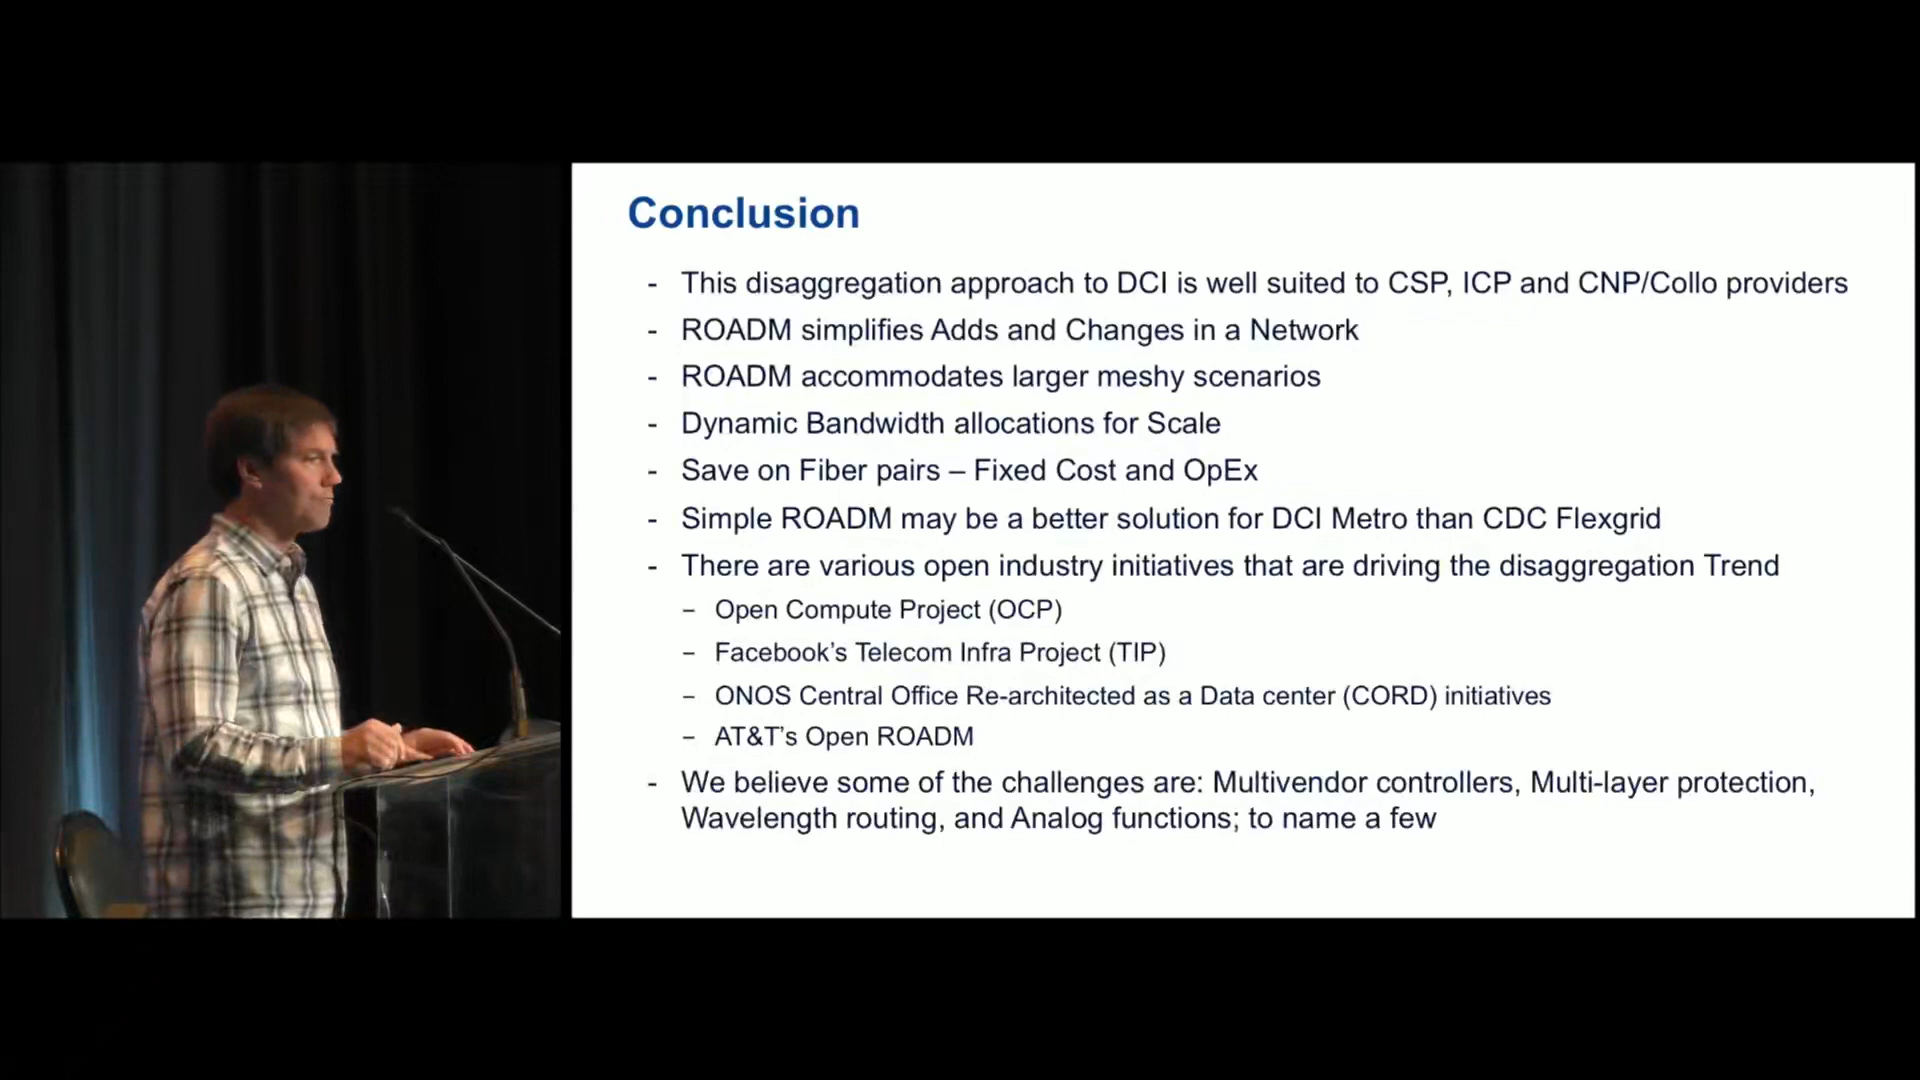 Conclusion
- This disaggregation approach to DCI is well suited to CSP, ICP and CNP/Collo providers
- ROADM simplifies Adds and Changes in a Network
- ROADM accommodates larger meshy scenarios
- Dynamic Bandwidth allocations for Scale
- Save on Fiber pairs – Fixed Cost and OpEx
- Simple ROADM may be a better solution for DCI Metro than CDC Flexgrid
- There are various open industry initiatives that are driving the disaggregation Trend
– Open Compute Project (OCP)
– Facebook’s Telecom Infra Project (TIP)
– ONOS Central Office Re-architected as a Data center (CORD) initiatives
– AT&T’s Open ROADM
- We believe some of the challenges are: Multivendor controllers, Multi-layer protection,
Wavelength routing, and Analog functions; to name a few